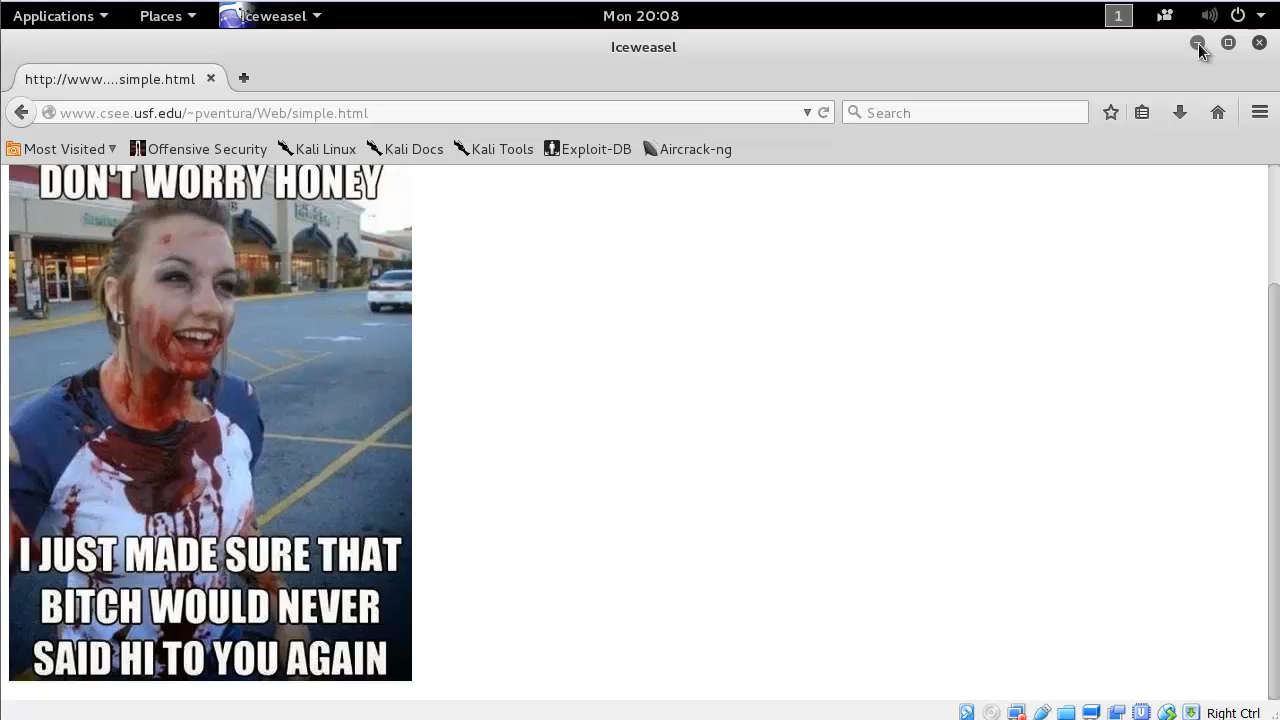 Applications Places Iceweasel Mon 20:08 1
Iceweasel
http://www....simple.html
www.csee.usf.edu/~pventura/Web/simple.html Search
Most Visited Offensive Security Kali Linux Kali Docs Kali Tools Exploit-DB Aircrack-ng
DON'T WORRY HONEY
I JUST MADE SURE THAT
BITCH WOULD NEVER
SAID HI TO YOU AGAIN
Right Ctrl